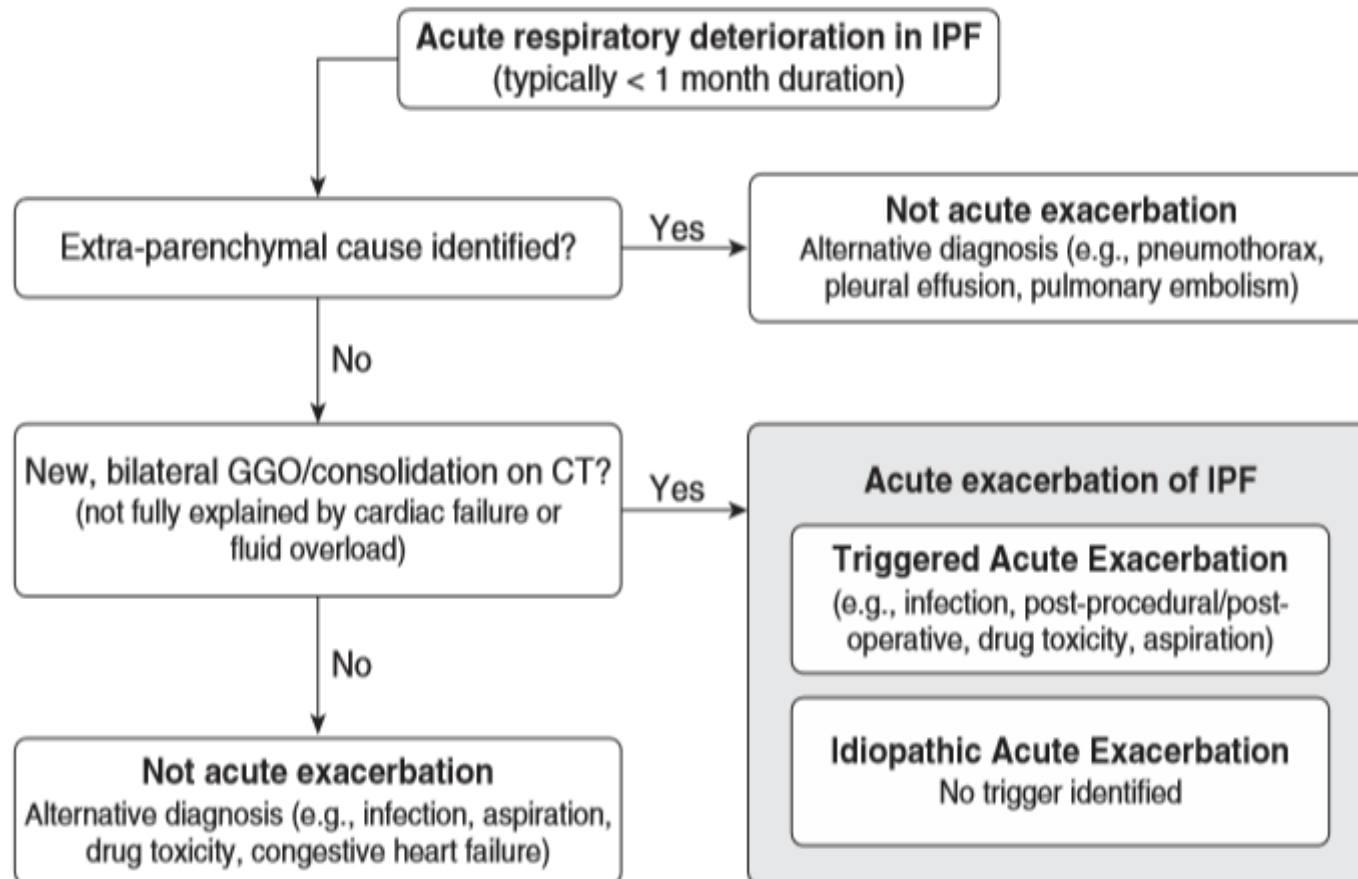 Acute respiratory deterioration in IPF
(typically < 1 month duration)
Extra-parenchymal cause identified?
Yes
Not acute exacerbation
Alternative diagnosis (e.g., pneumothorax,
pleural effusion, pulmonary embolism)
No
New, bilateral GGO/consolidation on CT?
(not fully explained by cardiac failure or
fluid overload)
Yes
Acute exacerbation of IPF
Triggered Acute Exacerbation
(e.g., infection, post-procedural/post-
operative, drug toxicity, aspiration)
Idiopathic Acute Exacerbation
No trigger identified
No
Not acute exacerbation
Alternative diagnosis (e.g., infection, aspiration,
drug toxicity, congestive heart failure)